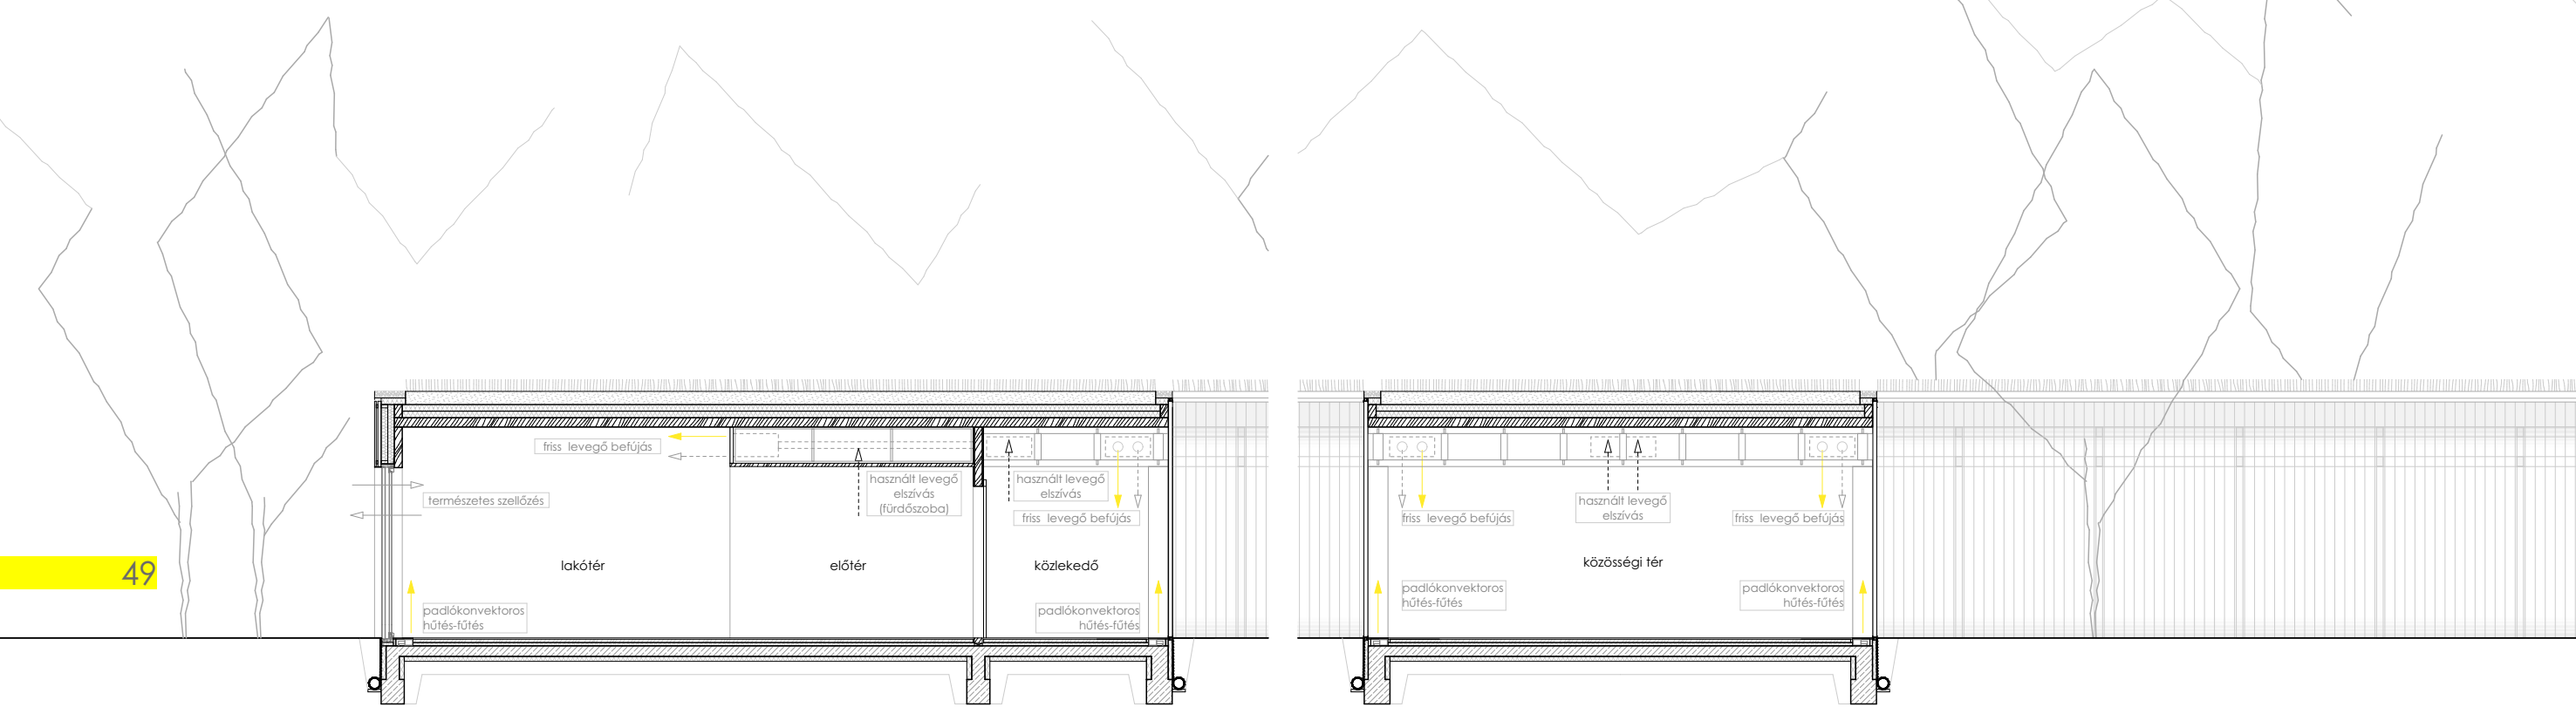 friss levegő befújás
természetes szellőzés
használt levegő
elszívás
(fürdőszoba)
használt levegő
elszívás
friss levegő befújás
lakótér
előtér
közlekedő
padlókonvektoros
hűtés-fűtés
padlókonvektoros
hűtés-fűtés
friss levegő befújás
használt levegő
elszívás
friss levegő befújás
közösségi tér
padlókonvektoros
hűtés-fűtés
padlókonvektoros
hűtés-fűtés
49